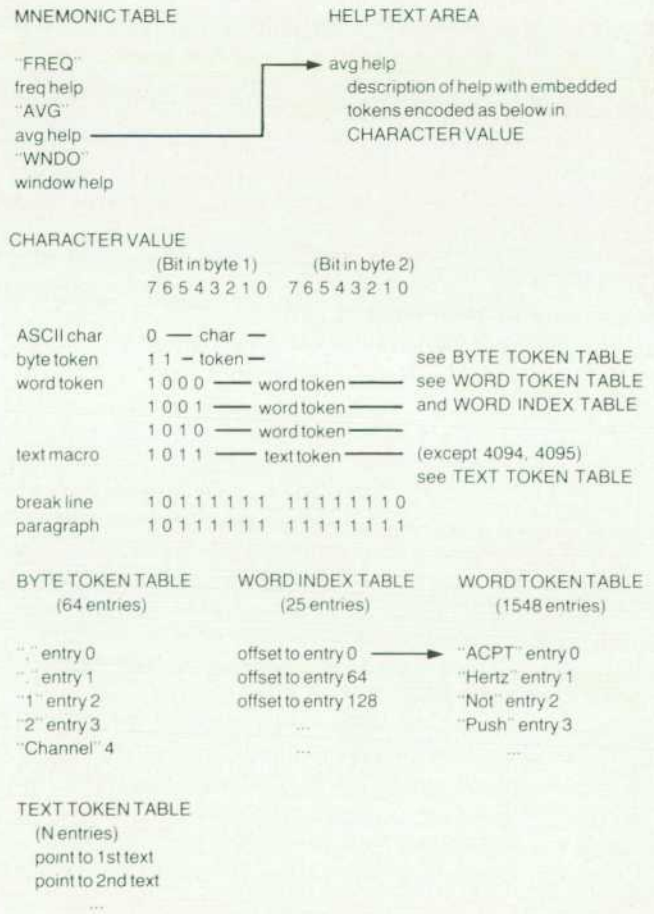 MNEMONIC TABLE HELP TEXT AREA
"FREQ" avg help
freq help description of help with embedded
"AVG" tokens encoded as below in
avg help CHARACTER VALUE
"WNDO"
window help
CHARACTER VALUE
(Bit in byte 1) (Bit in byte 2)
7 6 5 4 3 2 1 0 7 6 5 4 3 2 1 0
ASCII char 0 — char —
byte token 1 1 – token — see BYTE TOKEN TABLE
word token 1 0 0 0 — word token — see WORD TOKEN TABLE
1 0 0 1 — word token — and WORD INDEX TABLE
1 0 1 0 — word token —
text macro 1 0 1 1 — text token — (except 4094, 4095)
see TEXT TOKEN TABLE
break line 1 0 1 1 1 1 1 1 1 1 1 1 1 1 1 0
paragraph 1 0 1 1 1 1 1 1 1 1 1 1 1 1 1 1
BYTE TOKEN TABLE WORD INDEX TABLE WORD TOKEN TABLE
(64 entries) (25 entries) (1548 entries)
"," entry 0 offset to entry 0 "ACPT" entry 0
"." entry 1 offset to entry 64 "Hertz" entry 1
"1" entry 2 offset to entry 128 "Not" entry 2
"2" entry 3 ... "Push" entry 3
"Channel" 4 ... ...
TEXT TOKEN TABLE
(N entries)
point to 1st text
point to 2nd text
...